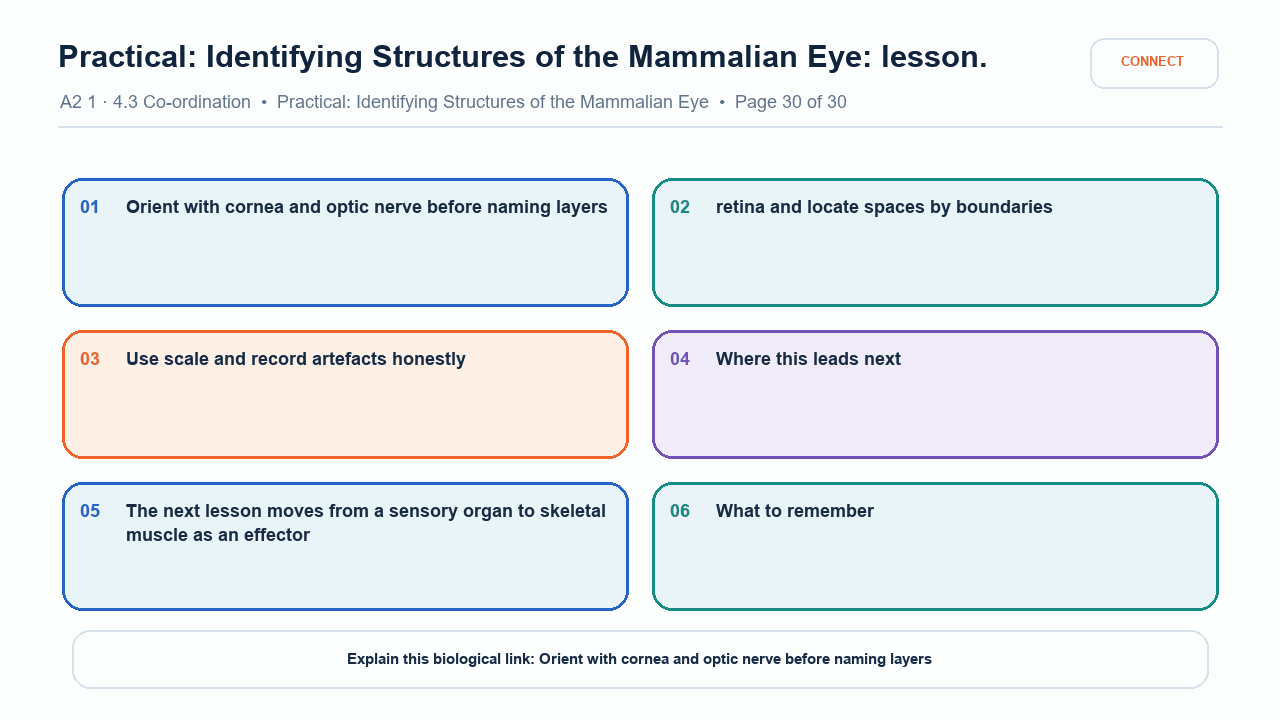 Practical: Identifying Structures of the Mammalian Eye: lesson.
CONNECT
A2 1 · 4.3 Co-ordination • Practical: Identifying Structures of the Mammalian Eye • Page 30 of 30
01 Orient with cornea and optic nerve before naming layers
02 retina and locate spaces by boundaries
03 Use scale and record artefacts honestly
04 Where this leads next
05 The next lesson moves from a sensory organ to skeletal
muscle as an effector
06 What to remember
Explain this biological link: Orient with cornea and optic nerve before naming layers